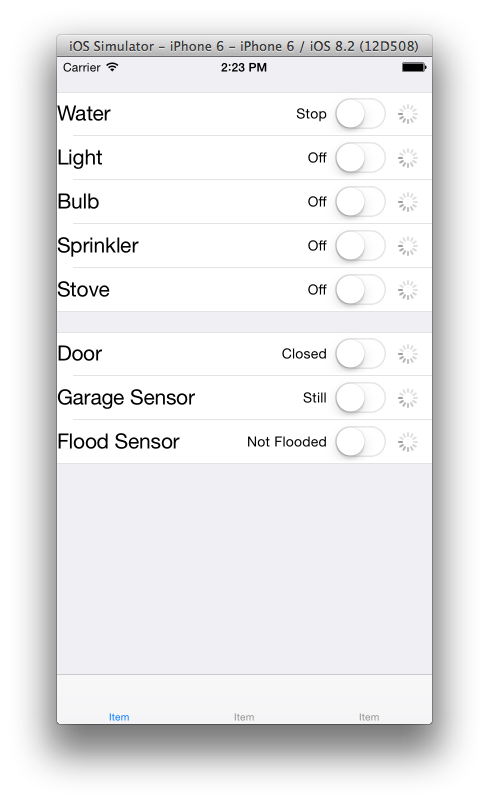 iOS Simulator - iPhone 6 - iPhone 6 / iOS 8.2 (12D508)
Carrier 2:23 PM
Water Stop
Light Off
Bulb Off
Sprinkler Off
Stove Off
Door Closed
Garage Sensor Still
Flood Sensor Not Flooded
Item Item Item